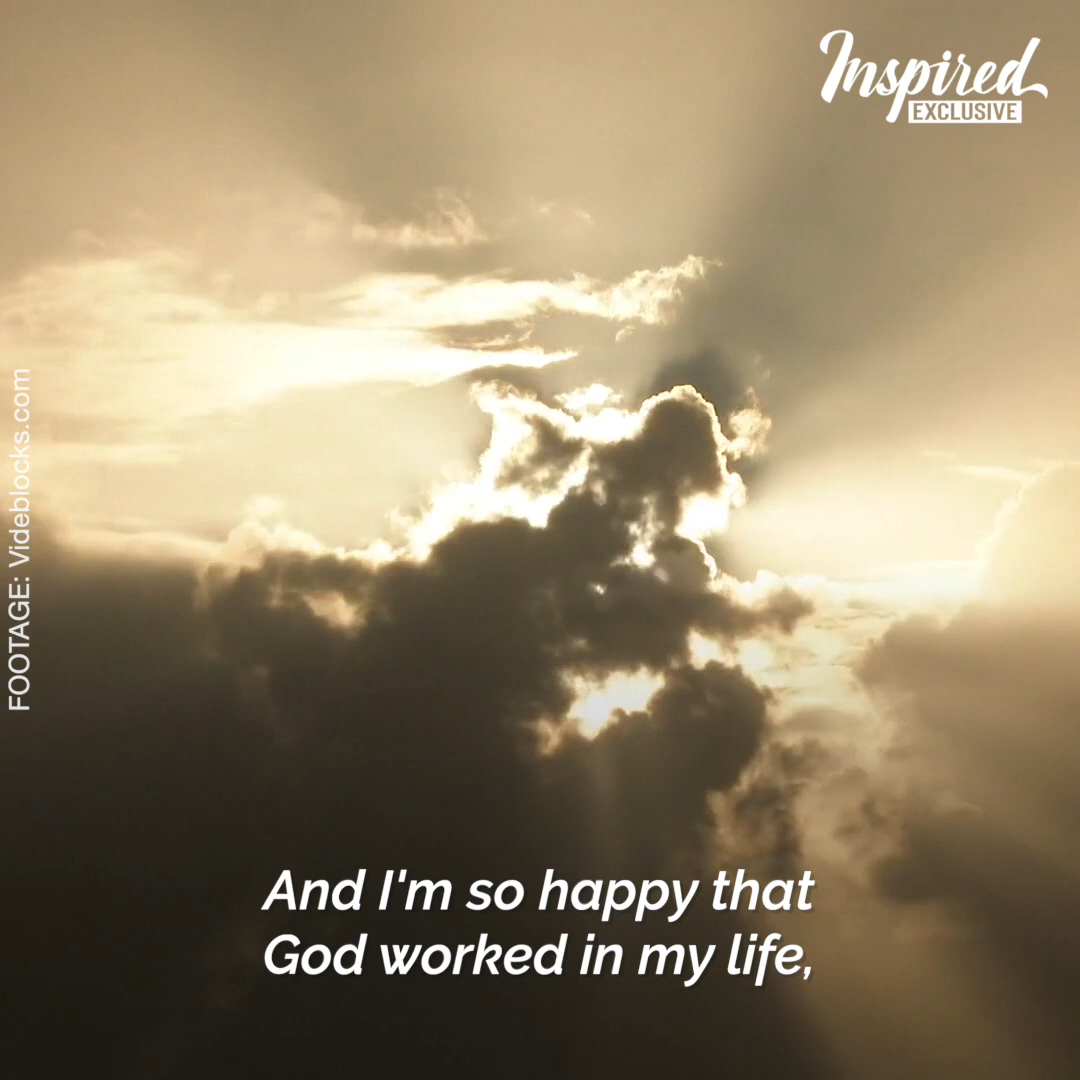 Inspired
EXCLUSIVE
FOOTAGE: Videblocks.com
And I'm so happy that
God worked in my life,